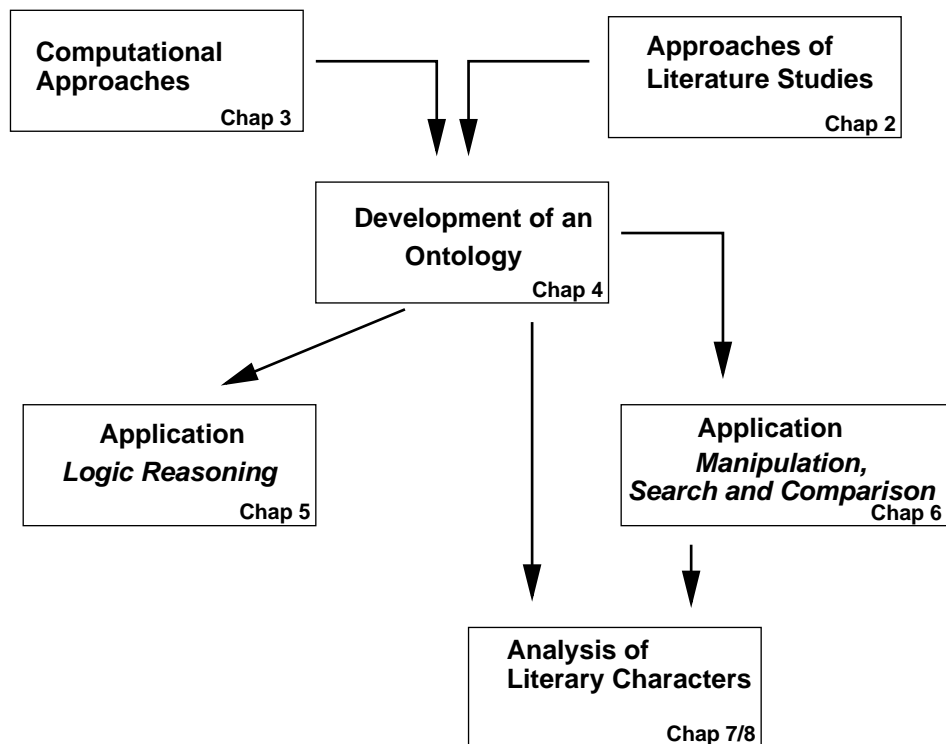 Computational
Approaches
Chap 3
Approaches of
Literature Studies
Chap 2
Development of an
Ontology
Chap 4
Application
Logic Reasoning
Chap 5
Application
Manipulation,
Search and Comparison
Chap 6
Analysis of
Literary Characters
Chap 7/8